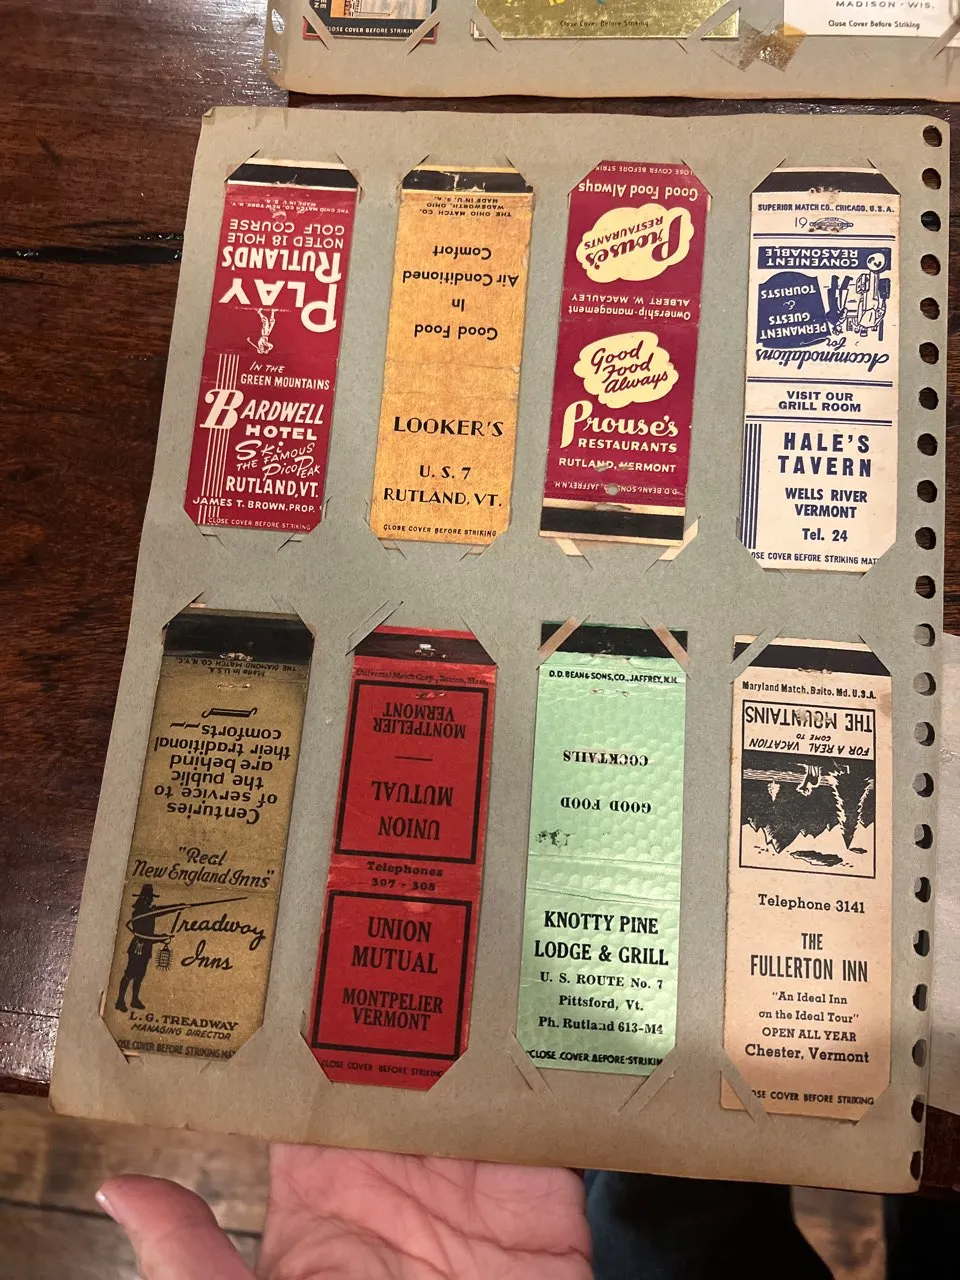 CLOSE COVER BEFORE STRIKING
Close Cover Before Striking
MADISON · WIS.
Close Cover Before Striking
THE OHIO MATCH CO. NEW YORK, N.Y.
MADE IN U.S.A.
NOTED 18 HOLE
GOLF COURSE
RUTLAND'S
PLAY
IN THE
GREEN MOUNTAINS
BARDWELL
HOTEL
Ski
THE FAMOUS
Pico Peak
RUTLAND, VT.
JAMES T. BROWN, PROP.
CLOSE COVER BEFORE STRIKING
THE OHIO MATCH CO.
WADSWORTH, OHIO
MADE IN U.S.A.
Good Food
In
Air Conditioned
Comfort
LOOKER'S
U. S. 7
RUTLAND, VT.
CLOSE COVER BEFORE STRIKING
CLOSE COVER BEFORE STRIK
Good Food Always
Prouse's
RESTAURANTS
Ownership-management
ALBERT W. MACAULEY
Good
Food
Always
Prouse's
RESTAURANTS
RUTLAND, VERMONT
D.D. BEAN & SONS, CO., JAFFREY, N.H.
SUPERIOR MATCH CO., CHICAGO, U.S.A.
Accommodations
for
PERMANENT
GUESTS
&
TOURISTS
CONVENIENT
REASONABLE
VISIT OUR
GRILL ROOM
HALE'S
TAVERN
WELLS RIVER
VERMONT
Tel. 24
OSE COVER BEFORE STRIKING MAT
THE DIAMOND MATCH CO. N.Y.C.
Made in U.S.A.
Centuries
of service to
the public
are behind
their traditional
comforts
"Real
New England Inns"
Treadway
Inns
L. G. TREADWAY
MANAGING DIRECTOR
OSE COVER BEFORE STRIKING MAT
Universal Match Corp., Boston, Mass.
UNION
MUTUAL
MONTPELIER
VERMONT
Telephones
307 - 308
UNION
MUTUAL
MONTPELIER
VERMONT
CLOSE COVER BEFORE STRIKING
D.D. BEAN & SONS, CO., JAFFREY, N.H.
GOOD FOOD
COCKTAILS
KNOTTY PINE
LODGE & GRILL
U. S. ROUTE No. 7
Pittsford, Vt.
Ph. Rutland 613-M4
CLOSE COVER BEFORE STRIKIN
Maryland Match, Balto. Md. U.S.A.
FOR A REAL VACATION
COME TO
THE MOUNTAINS
Telephone 3141
THE
FULLERTON INN
"An Ideal Inn
on the Ideal Tour"
OPEN ALL YEAR
Chester, Vermont
OSE COVER BEFORE STRIKING